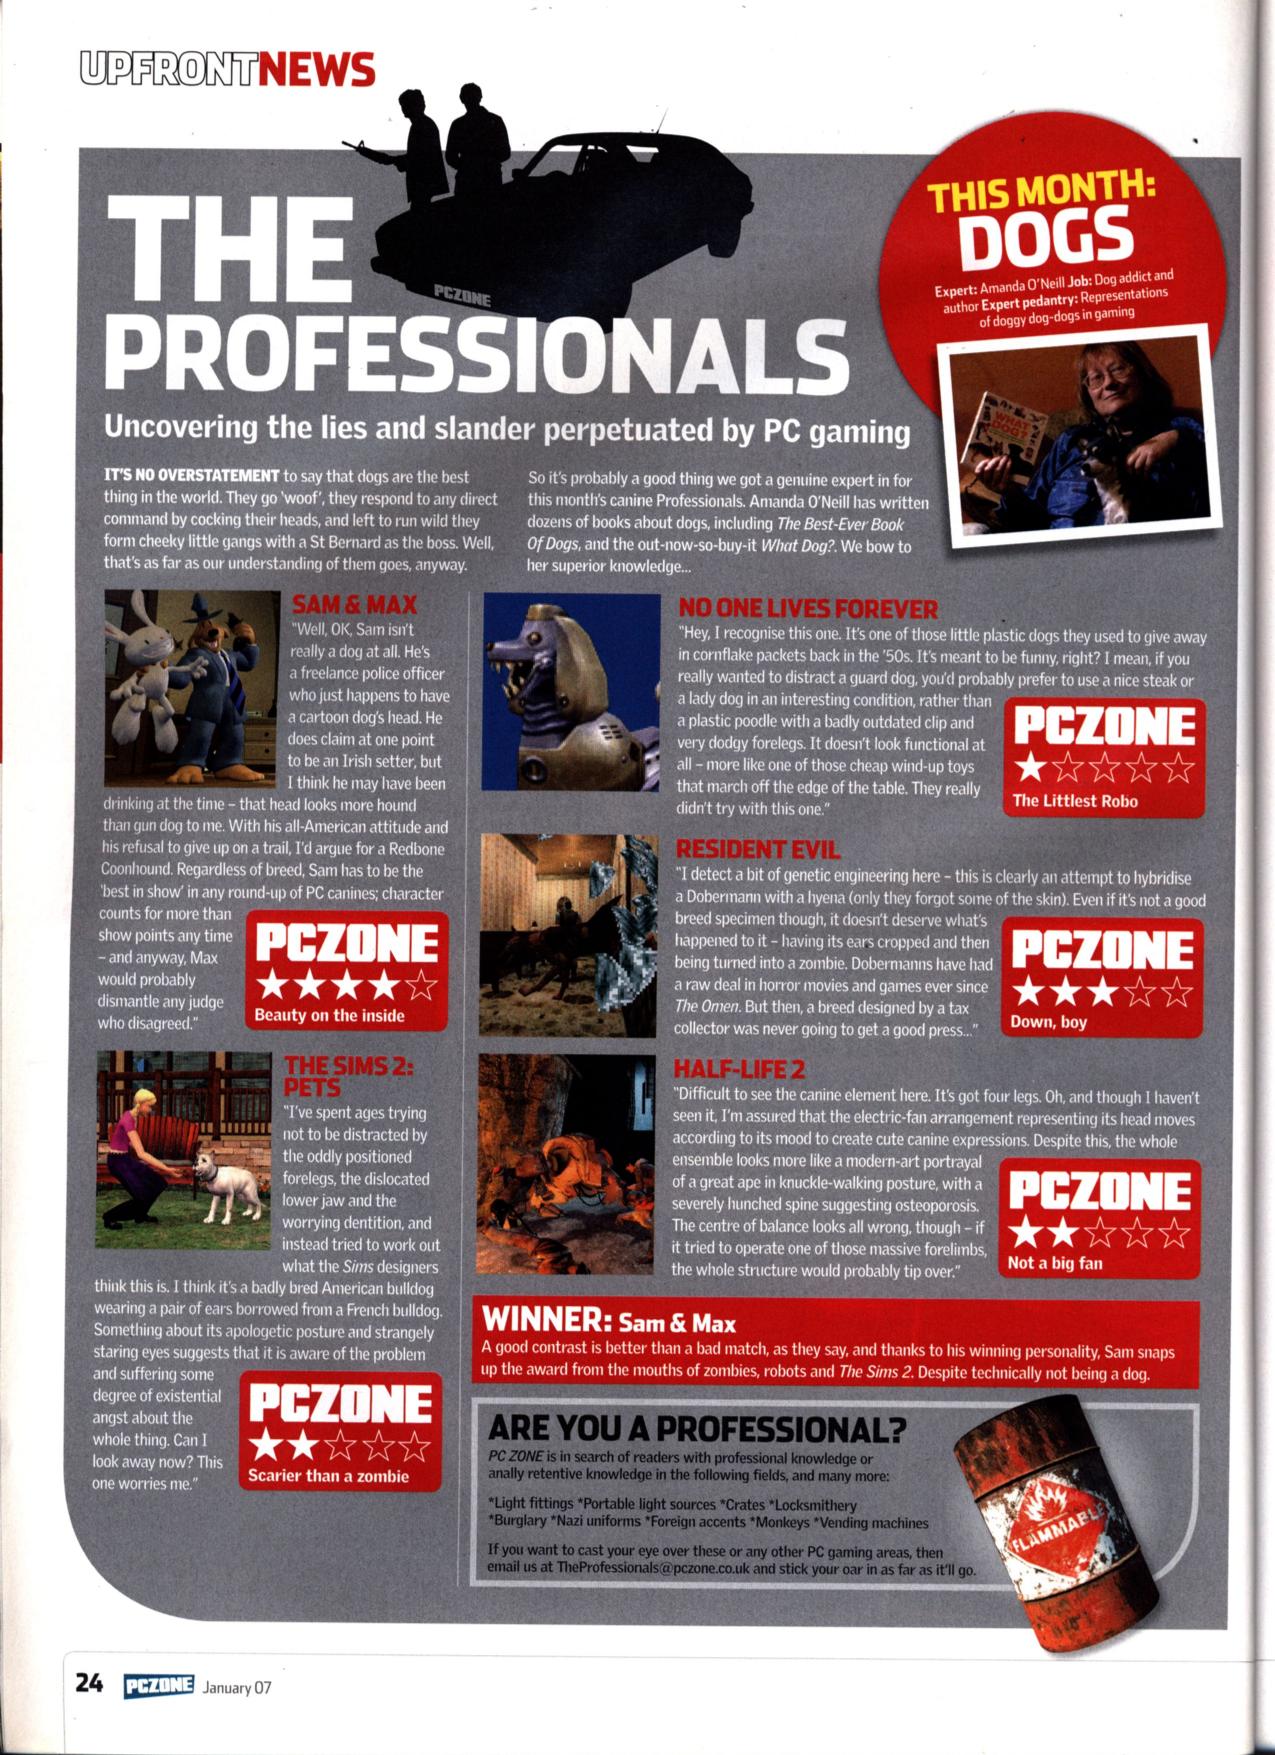 UPFRONTNEWS
PCZONE
THE
PROFESSIONALS
Uncovering the lies and slander perpetuated by PC gaming
THIS MONTH:
DOGS
Expert: Amanda O'Neill Job: Dog addict and
author Expert pedantry: Representations
of doggy dog-dogs in gaming
WHAT
DOG?
IT'S NO OVERSTATEMENT to say that dogs are the best
thing in the world. They go 'woof', they respond to any direct
command by cocking their heads, and left to run wild they
form cheeky little gangs with a St Bernard as the boss. Well,
that's as far as our understanding of them goes, anyway.
So it's probably a good thing we got a genuine expert in for
this month's canine Professionals. Amanda O'Neill has written
dozens of books about dogs, including The Best-Ever Book
Of Dogs, and the out-now-so-buy-it What Dog?. We bow to
her superior knowledge...
SAM & MAX
"Well, OK, Sam isn't
really a dog at all. He's
a freelance police officer
who just happens to have
a cartoon dog's head. He
does claim at one point
to be an Irish setter, but
I think he may have been
drinking at the time – that head looks more hound
than gun dog to me. With his all-American attitude and
his refusal to give up on a trail, I'd argue for a Redbone
Coonhound. Regardless of breed, Sam has to be the
'best in show' in any round-up of PC canines; character
counts for more than
show points any time
– and anyway, Max
would probably
dismantle any judge
who disagreed."
PCZONE
Beauty on the inside
THE SIMS 2:
PETS
"I've spent ages trying
not to be distracted by
the oddly positioned
forelegs, the dislocated
lower jaw and the
worrying dentition, and
instead tried to work out
what the Sims designers
think this is. I think it's a badly bred American bulldog
wearing a pair of ears borrowed from a French bulldog.
Something about its apologetic posture and strangely
staring eyes suggests that it is aware of the problem
and suffering some
degree of existential
angst about the
whole thing. Can I
look away now? This
one worries me."
PCZONE
Scarier than a zombie
NO ONE LIVES FOREVER
"Hey, I recognise this one. It's one of those little plastic dogs they used to give away
in cornflake packets back in the '50s. It's meant to be funny, right? I mean, if you
really wanted to distract a guard dog, you'd probably prefer to use a nice steak or
a lady dog in an interesting condition, rather than
a plastic poodle with a badly outdated clip and
very dodgy forelegs. It doesn't look functional at
all – more like one of those cheap wind-up toys
that march off the edge of the table. They really
didn't try with this one."
PCZONE
The Littlest Robo
RESIDENT EVIL
"I detect a bit of genetic engineering here – this is clearly an attempt to hybridise
a Dobermann with a hyena (only they forgot some of the skin). Even if it's not a good
breed specimen though, it doesn't deserve what's
happened to it – having its ears cropped and then
being turned into a zombie. Dobermanns have had
a raw deal in horror movies and games ever since
The Omen. But then, a breed designed by a tax
collector was never going to get a good press..."
PCZONE
Down, boy
HALF-LIFE 2
"Difficult to see the canine element here. It's got four legs. Oh, and though I haven't
seen it, I'm assured that the electric-fan arrangement representing its head moves
according to its mood to create cute canine expressions. Despite this, the whole
ensemble looks more like a modern-art portrayal
of a great ape in knuckle-walking posture, with a
severely hunched spine suggesting osteoporosis.
The centre of balance looks all wrong, though – if
it tried to operate one of those massive forelimbs,
the whole structure would probably tip over."
PCZONE
Not a big fan
WINNER: Sam & Max
A good contrast is better than a bad match, as they say, and thanks to his winning personality, Sam snaps
up the award from the mouths of zombies, robots and The Sims 2. Despite technically not being a dog.
ARE YOU A PROFESSIONAL?
PC ZONE is in search of readers with professional knowledge or
anally retentive knowledge in the following fields, and many more:
*Light fittings *Portable light sources *Crates *Locksmithery
*Burglary *Nazi uniforms *Foreign accents *Monkeys *Vending machines
If you want to cast your eye over these or any other PC gaming areas, then
email us at TheProfessionals@pczone.co.uk and stick your oar in as far as it'll go.
FLAMMABLE
24 PCZONE January 07